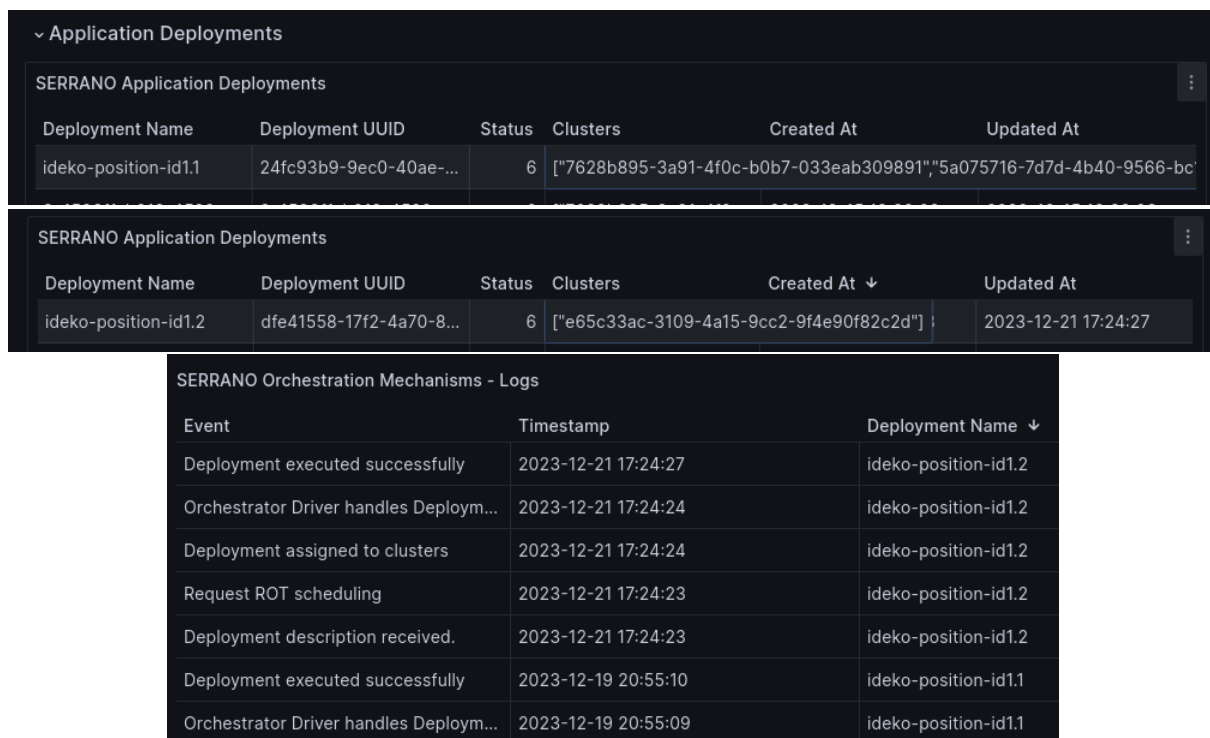 Application Deployments
SERRANO Application Deployments
Deployment Name Deployment UUID Status Clusters Created At Updated At
ideko-position-id1.1 24fc93b9-9ec0-40ae-... 6 ["7628b895-3a91-4f0c-b0b7-033eab309891","5a075716-7d7d-4b40-9566-bc
SERRANO Application Deployments
Deployment Name Deployment UUID Status Clusters Created At Updated At
ideko-position-id1.2 dfe41558-17f2-4a70-8... 6 ["e65c33ac-3109-4a15-9cc2-9f4e90f82c2d"] 2023-12-21 17:24:27
SERRANO Orchestration Mechanisms - Logs
Event Timestamp Deployment Name
Deployment executed successfully 2023-12-21 17:24:27 ideko-position-id1.2
Orchestrator Driver handles Deploym... 2023-12-21 17:24:24 ideko-position-id1.2
Deployment assigned to clusters 2023-12-21 17:24:24 ideko-position-id1.2
Request ROT scheduling 2023-12-21 17:24:23 ideko-position-id1.2
Deployment description received. 2023-12-21 17:24:23 ideko-position-id1.2
Deployment executed successfully 2023-12-19 20:55:10 ideko-position-id1.1
Orchestrator Driver handles Deploym... 2023-12-19 20:55:09 ideko-position-id1.1